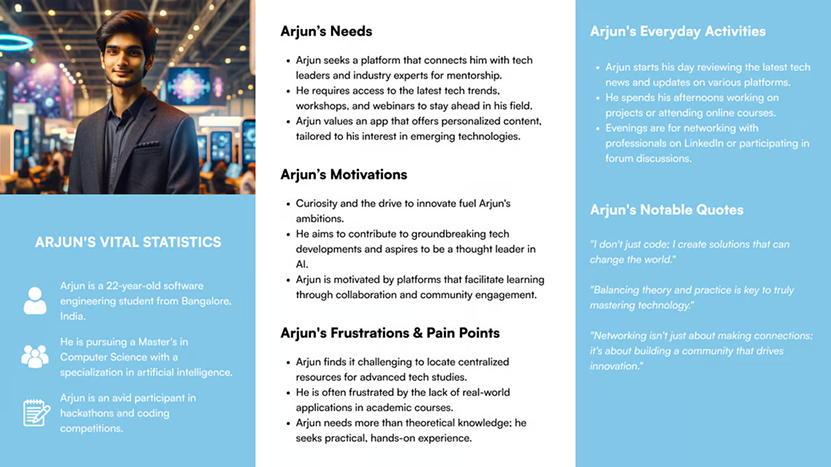 ARJUN'S VITAL STATISTICS
Arjun is a 22-year-old software
engineering student from Bangalore,
India.
He is pursuing a Master's in
Computer Science with a
specialization in artificial intelligence.
Arjun is an avid participant in
hackathons and coding
competitions.
Arjun's Needs
• Arjun seeks a platform that connects him with tech
leaders and industry experts for mentorship.
• He requires access to the latest tech trends,
workshops, and webinars to stay ahead in his field.
• Arjun values an app that offers personalized content,
tailored to his interest in emerging technologies.
Arjun's Motivations
• Curiosity and the drive to innovate fuel Arjun's
ambitions.
• He aims to contribute to groundbreaking tech
developments and aspires to be a thought leader in
AI.
• Arjun is motivated by platforms that facilitate learning
through collaboration and community engagement.
Arjun's Frustrations & Pain Points
• Arjun finds it challenging to locate centralized
resources for advanced tech studies.
• He is often frustrated by the lack of real-world
applications in academic courses.
• Arjun needs more than theoretical knowledge; he
seeks practical, hands-on experience.
Arjun's Everyday Activities
• Arjun starts his day reviewing the latest tech
news and updates on various platforms.
• He spends his afternoons working on
projects or attending online courses.
• Evenings are for networking with
professionals on LinkedIn or participating in
forum discussions.
Arjun's Notable Quotes
"I don't just code; I create solutions that can
change the world."
"Balancing theory and practice is key to truly
mastering technology."
"Networking isn't just about making connections;
it's about building a community that drives
innovation."